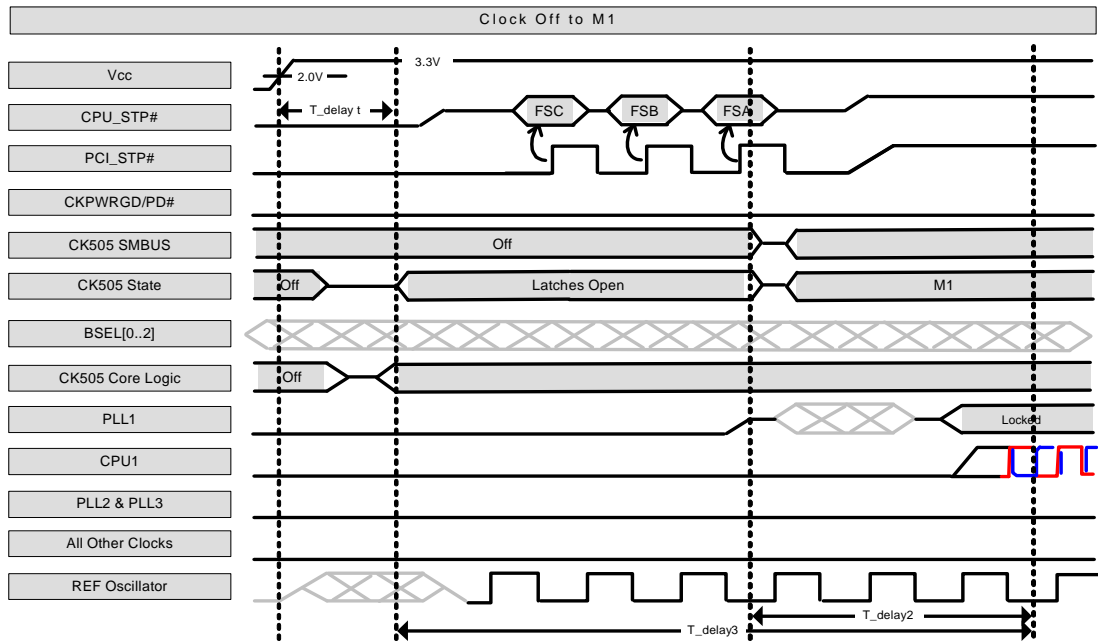 Clock Off to M1
Vcc
2.0V
3.3V
CPU_STP#
T_delay t
FSC
FSB
FSA
PCI_STP#
CKPWRGD/PD#
CK505 SMBUS
Off
CK505 State
Off
Latches Open
M1
BSEL[0..2]
CK505 Core Logic
Off
PLL1
Locked
CPU1
PLL2 & PLL3
All Other Clocks
REF Oscillator
T_delay2
T_delay3